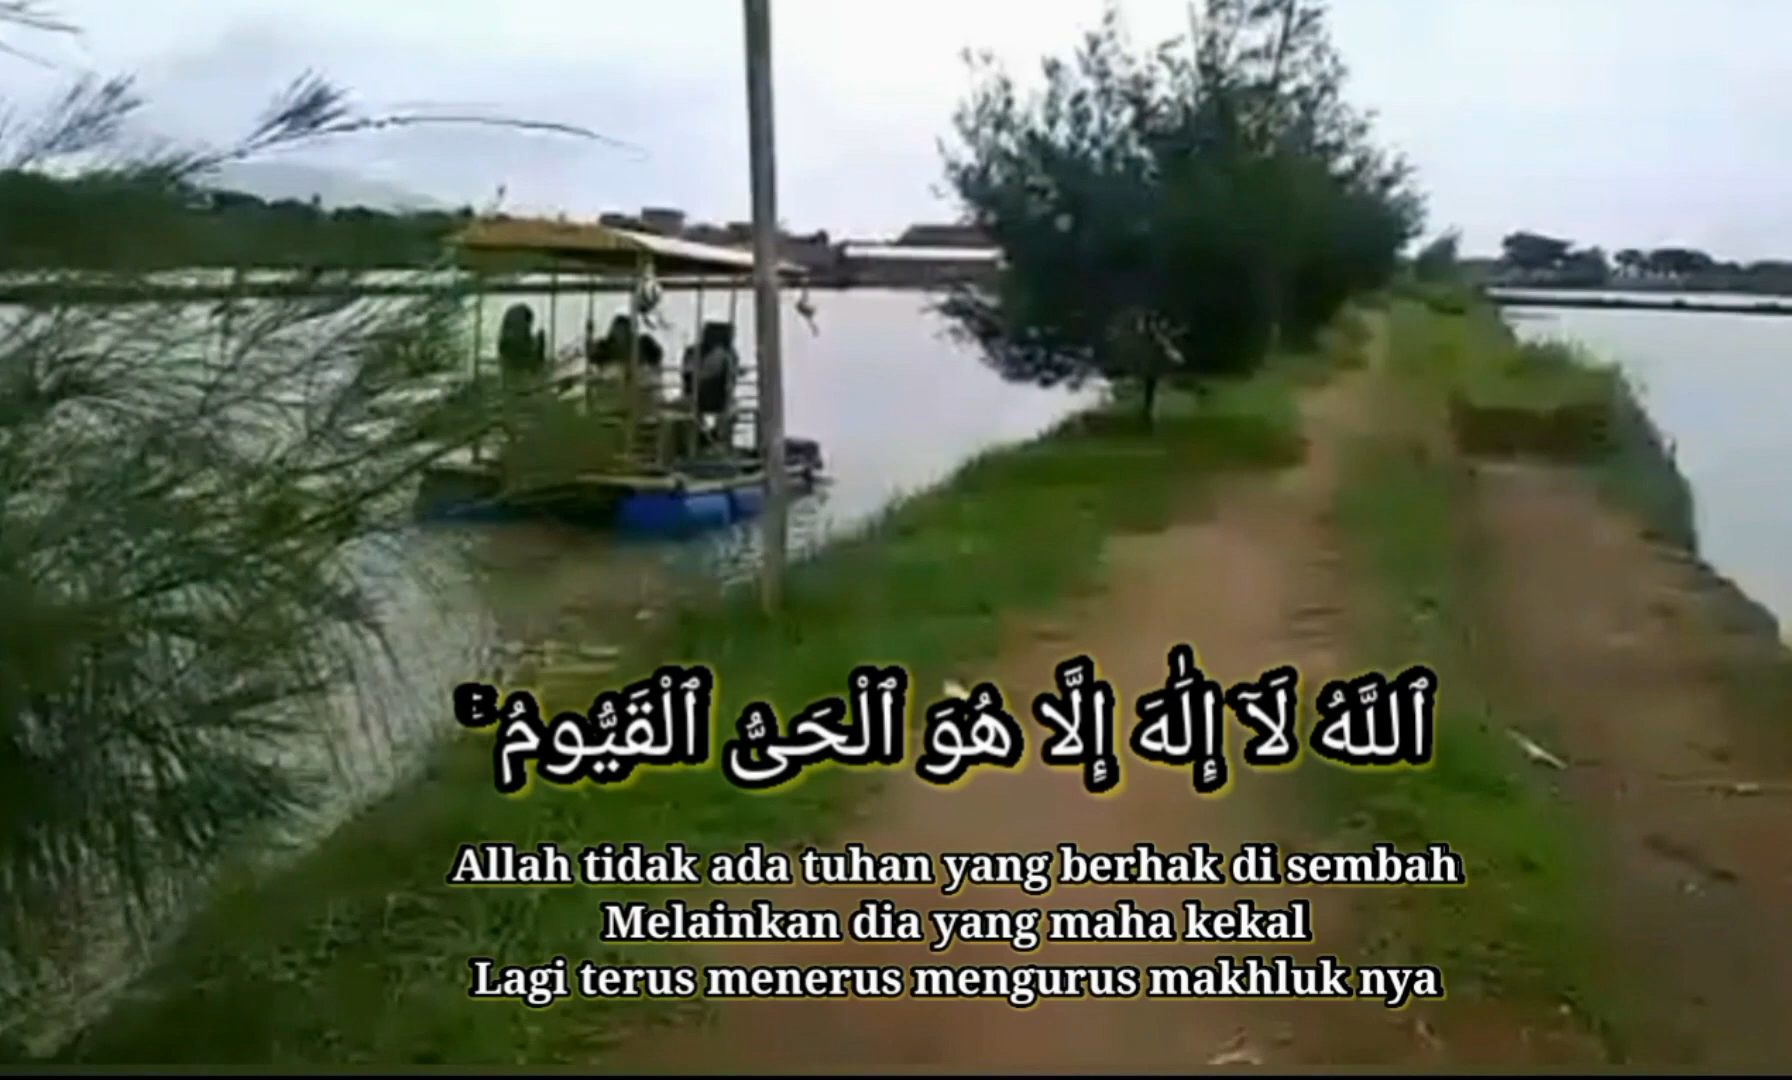 ٱللَّهُ لَآ إِلَٰهَ إِلَّا هُوَ ٱلْحَىُّ ٱلْقَيُّومُ ۚ
Allah tidak ada tuhan yang berhak di sembah
Melainkan dia yang maha kekal
Lagi terus menerus mengurus makhluk nya